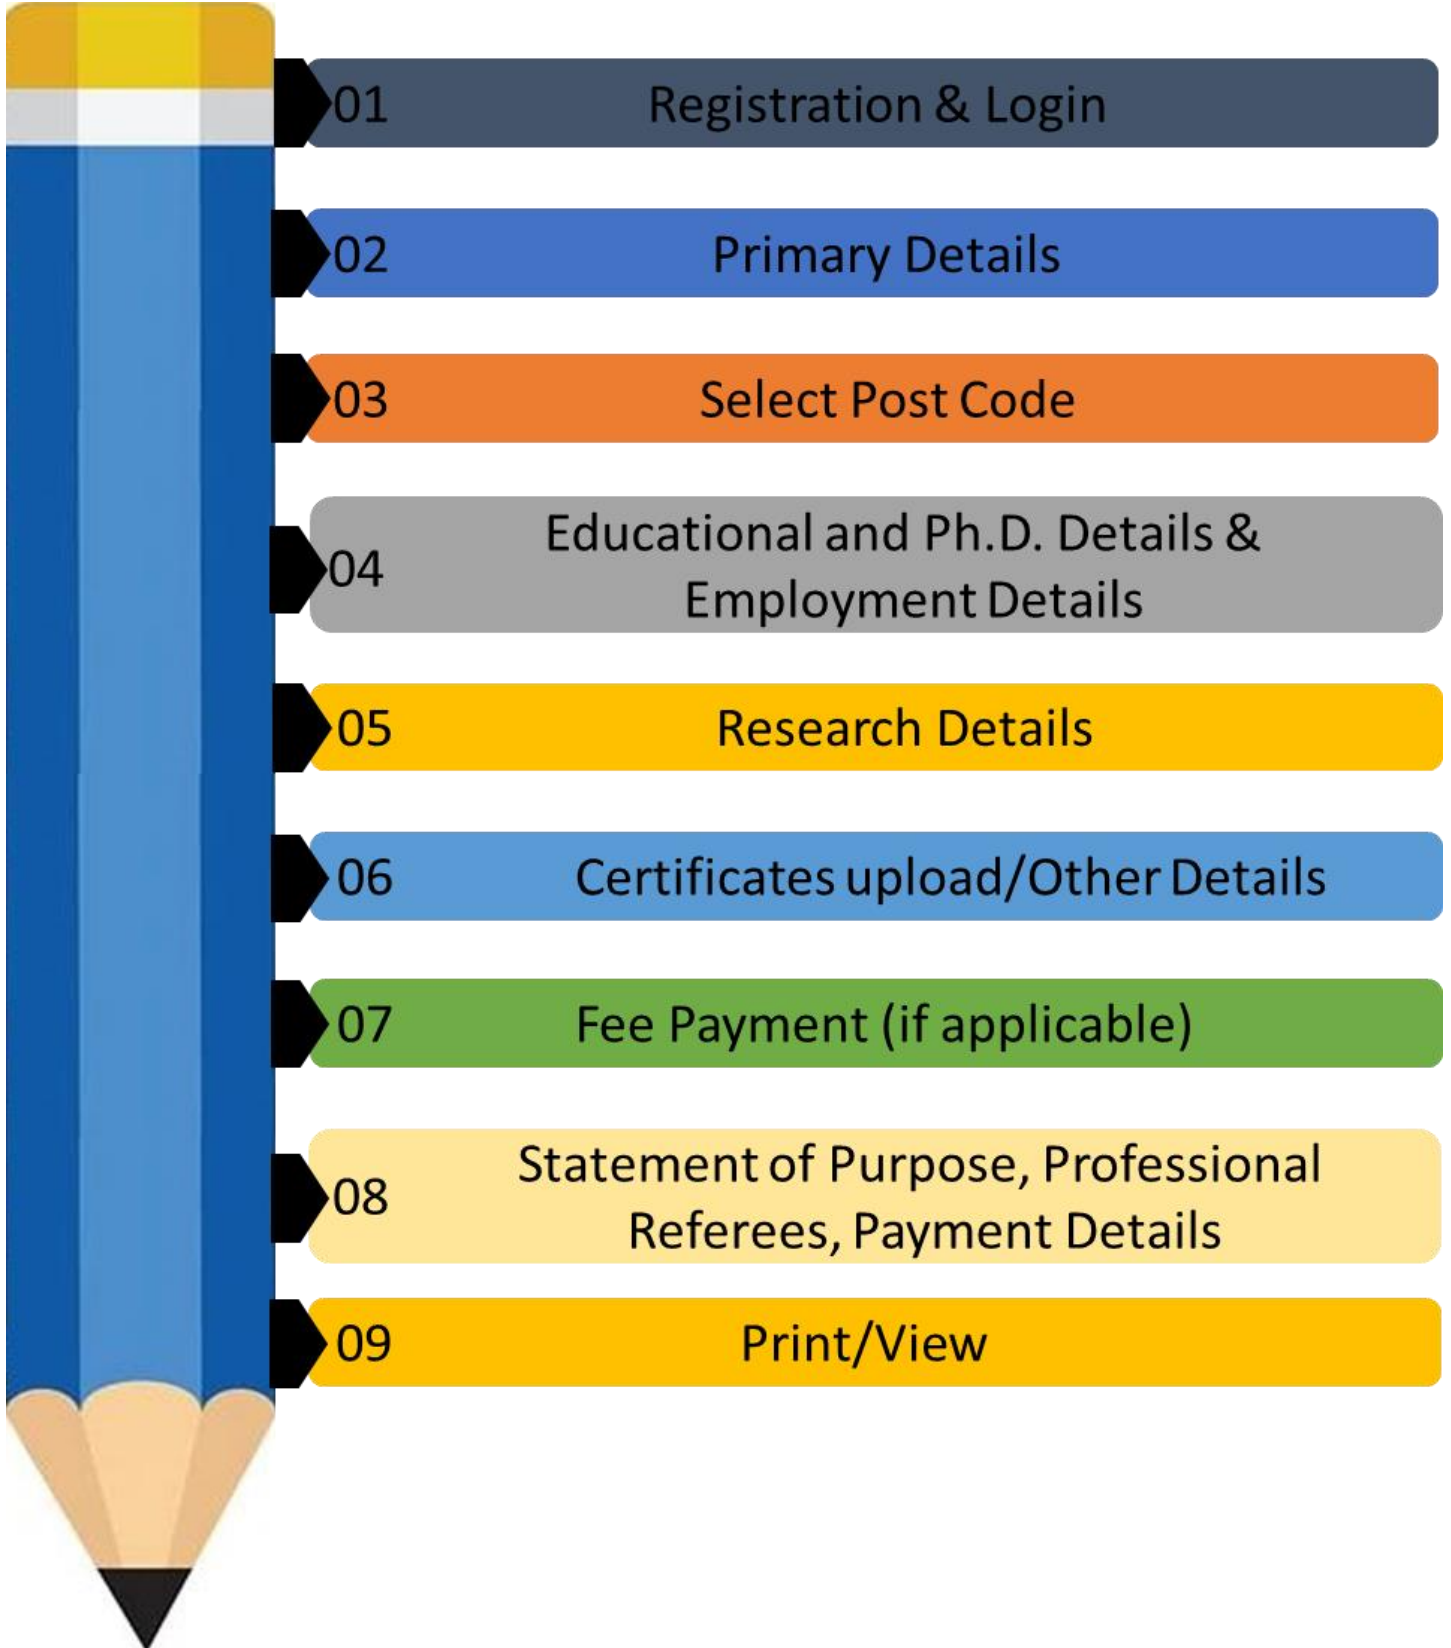 01 Registration & Login
02 Primary Details
03 Select Post Code
04 Educational and Ph.D. Details &
Employment Details
05 Research Details
06 Certificates upload/Other Details
07 Fee Payment (if applicable)
08 Statement of Purpose, Professional
Referees, Payment Details
09 Print/View